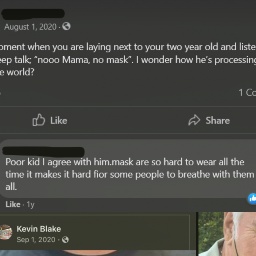 August 1, 2020 ·
oment when you are laying next to your two year old and liste
eep talk; "nooo Mama, no mask". I wonder how he's processing
e world?
1 Co
Like
Share
Poor kid I agree with him.mask are so hard to wear all the
time it makes it hard fior some people to breathe with them
all.
Like · 1y
Kevin Blake
Sep 1, 2020 ·